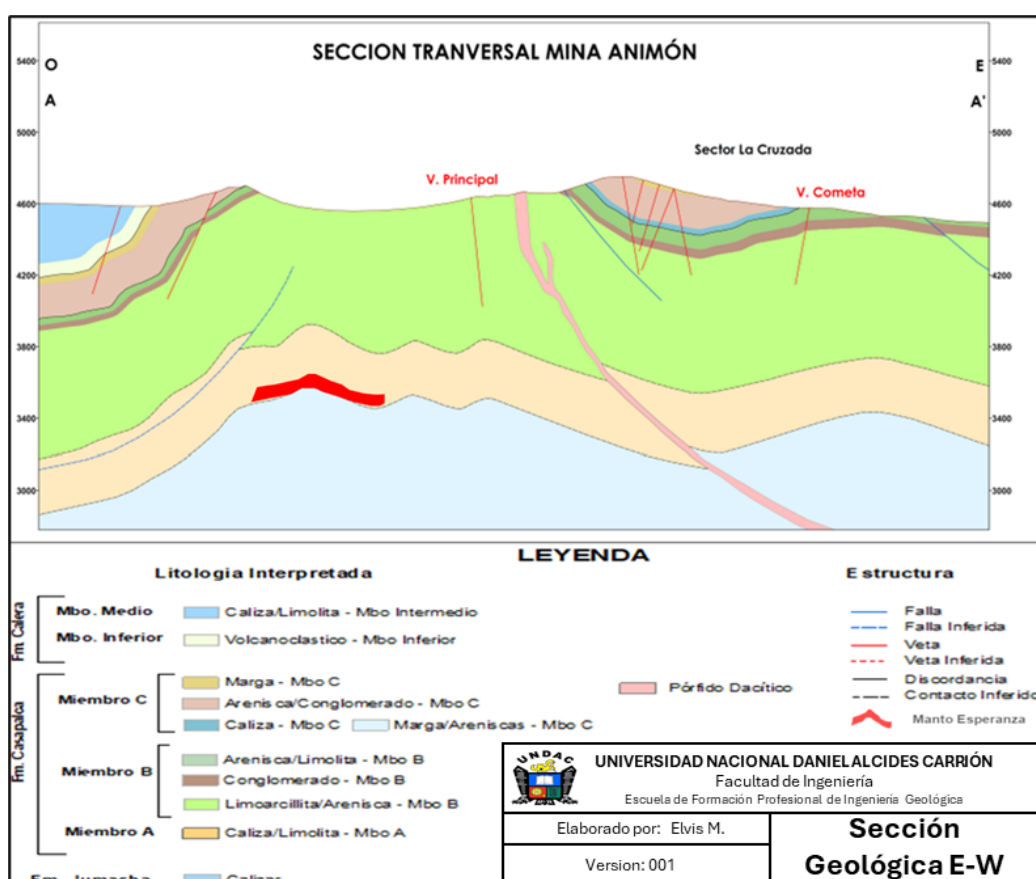 SECCION TRANVERSAL MINA ANIMÓN
5400 O E 5400
A A'
5000 5000
Sector La Cruzada
V. Principal V. Cometa
4600 4600
4200 4200
3800 3800
3400 3400
3000 3000
LEYENDA
Litologia Interpretada Estructura
Fm. Calera
Mbo. Medio Caliza/Limolita - Mbo Intermedio
Mbo. Inferior Volcanoclastico - Mbo Inferior
Fm. Casapalca
Miembro C
Marga - Mbo C
Arenisca/Conglomerado - Mbo C
Caliza - Mbo C Marga/Areniscas - Mbo C
Pórfido Dacítico
Miembro B
Arenisca/Limolita - Mbo B
Conglomerado - Mbo B
Limoarcillita/Arenisca - Mbo B
Miembro A Caliza/Limolita - Mbo A
Fm. Jumasha Calizas
Falla
Falla Inferida
Veta
Veta Inferida
Discordancia
Contacto Inferido
Manto Esperanza
UNDAC
UNIVERSIDAD NACIONAL DANIEL ALCIDES CARRIÓN
Facultad de Ingeniería
Escuela de Formación Profesional de Ingeniería Geológica
Elaborado por: Elvis M.
Version: 001
Sección
Geológica E-W